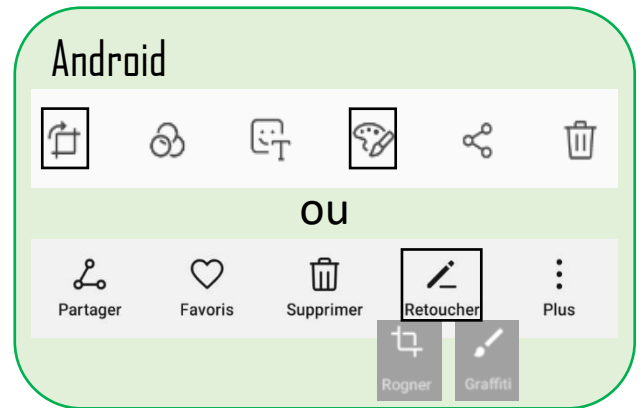 Android
T
ou
Partager Favoris Supprimer Retoucher Plus
Rogner Graffiti